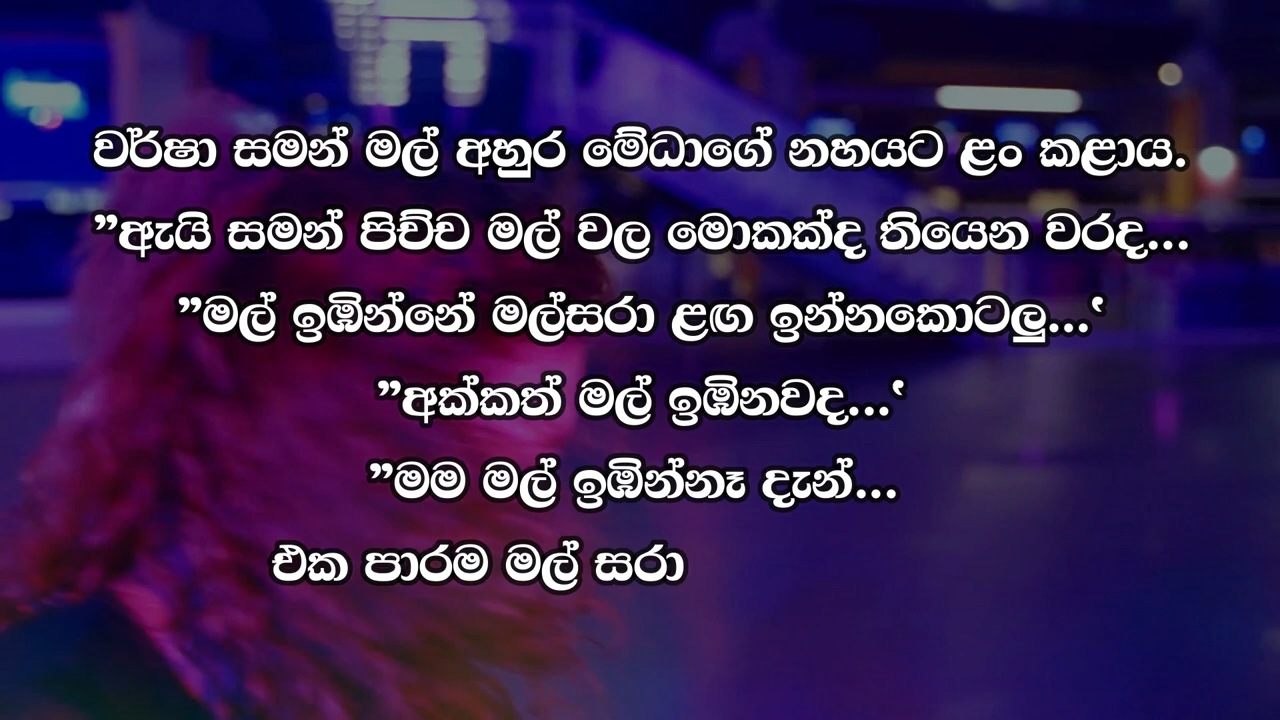 වර්ෂා සමන් මල් අහුර මේධාගේ නහයට ළං කළාය.
”ඇයි සමන් පිච්ච මල් වල මොකක්ද තියෙන වරද...
”මල් ඉඹින්නේ මල්සරා ළඟ ඉන්නකොටලු...‛
”අක්කත් මල් ඉඹිනවද...‛
”මම මල් ඉඹින්නෑ දැන්...
එක පාරම මල් සරා